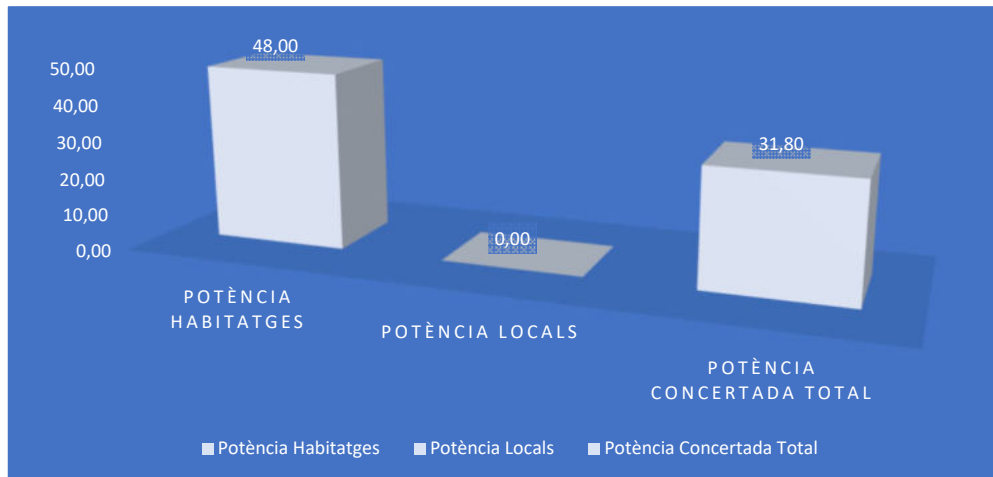 48,00
50,00
40,00
30,00
20,00
10,00
0,00
31,80
0,00
POTÈNCIA
HABITATGES
POTÈNCIA LOCALS
POTÈNCIA
CONCERTADA TOTAL
Potència Habitatges
Potència Locals
Potència Concertada Total